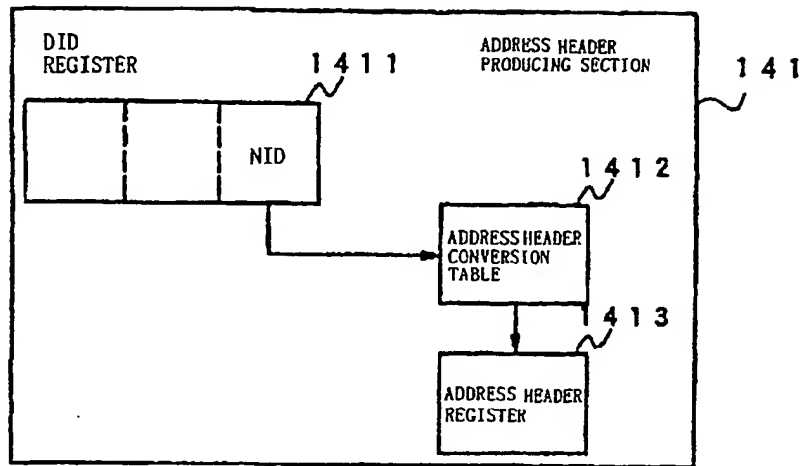 DID
REGISTER
1411
ADDRESS HEADER
PRODUCING SECTION
141
NID
1412
ADDRESS HEADER
CONVERSION
TABLE
1413
ADDRESS HEADER
REGISTER